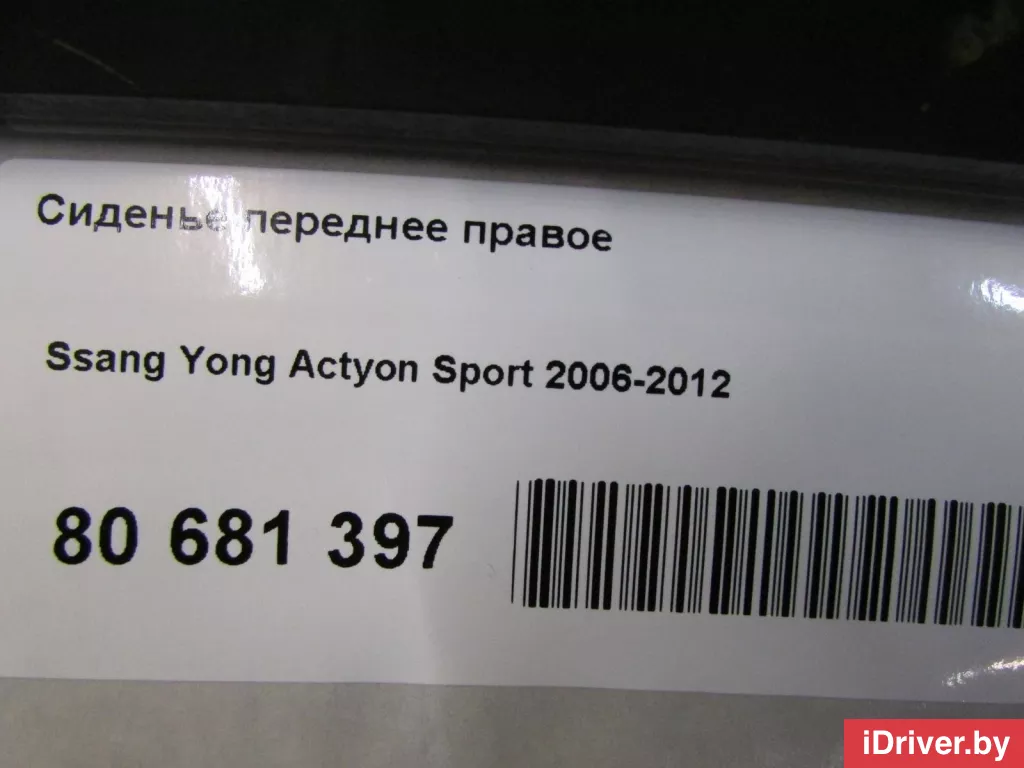 Сиденье переднее правое
Ssang Yong Actyon Sport 2006-2012
80 681 397
iDriver.by